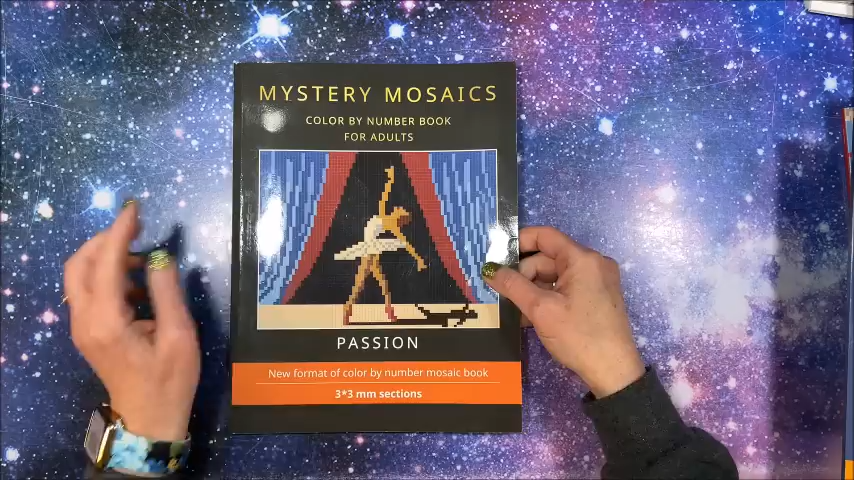 MYSTERY MOSAICS
COLOR BY NUMBER BOOK
FOR ADULTS
PASSION
New format of color by number mosaic book
3*3 mm sections